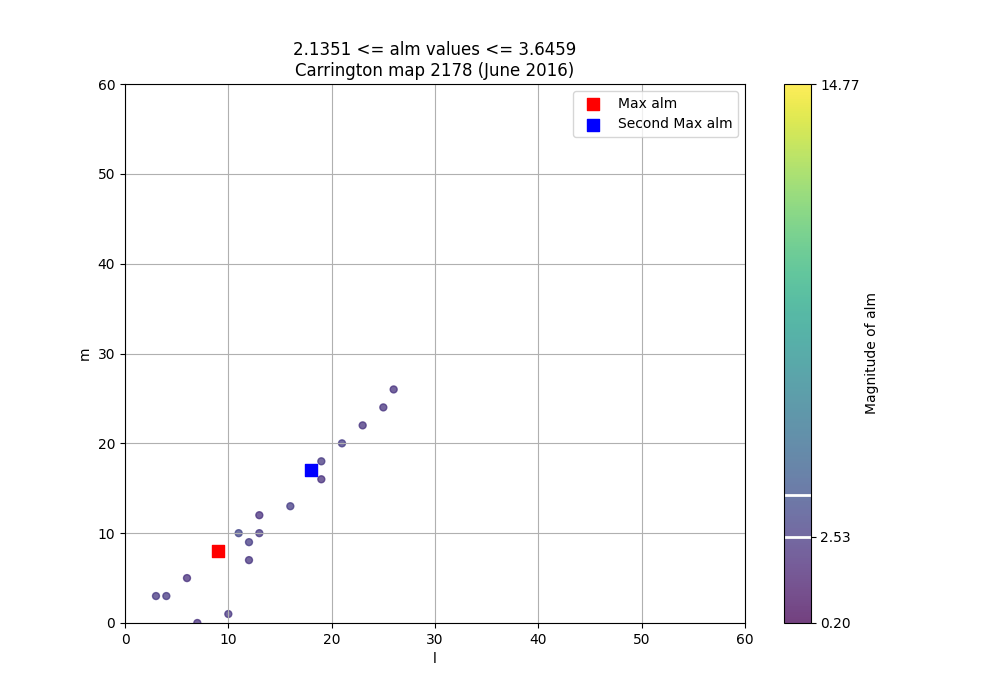 2.1351 <= alm values <= 3.6459
Carrington map 2178 (June 2016)
Max alm
Second Max alm
60
50
40
30
20
10
0
m
0 10 20 30 40 50 60
l
14.77
2.53
0.20
Magnitude of alm